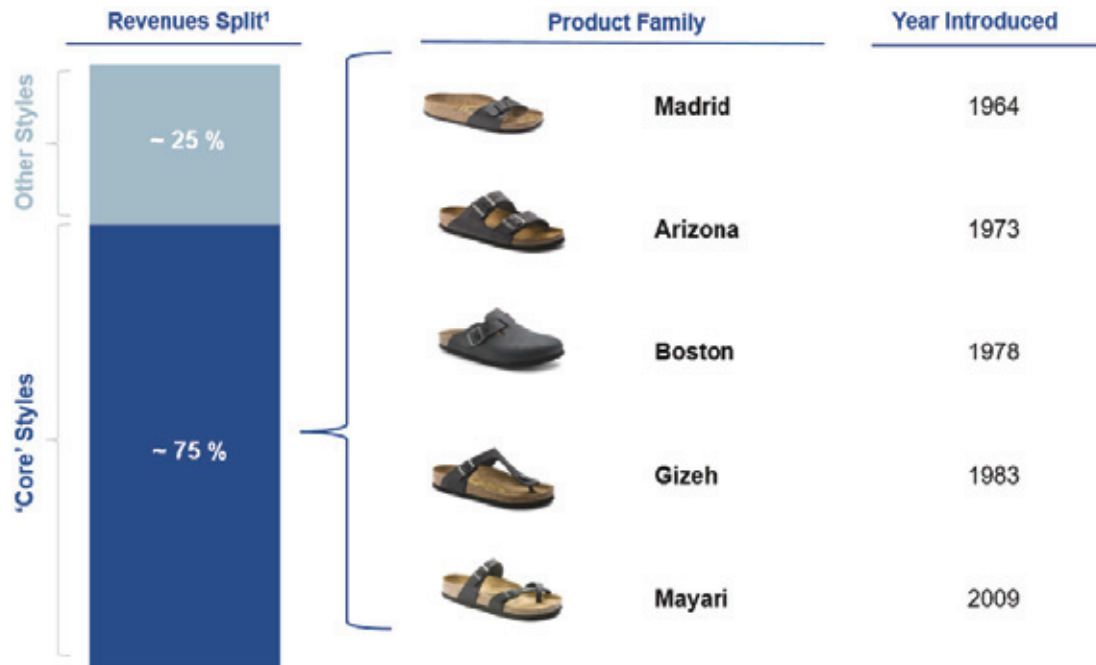 Revenues Split¹
Product Family
Year Introduced
Other Styles
~ 25 %
'Core' Styles
~ 75 %
Madrid
1964
Arizona
1973
Boston
1978
Gizeh
1983
Mayari
2009